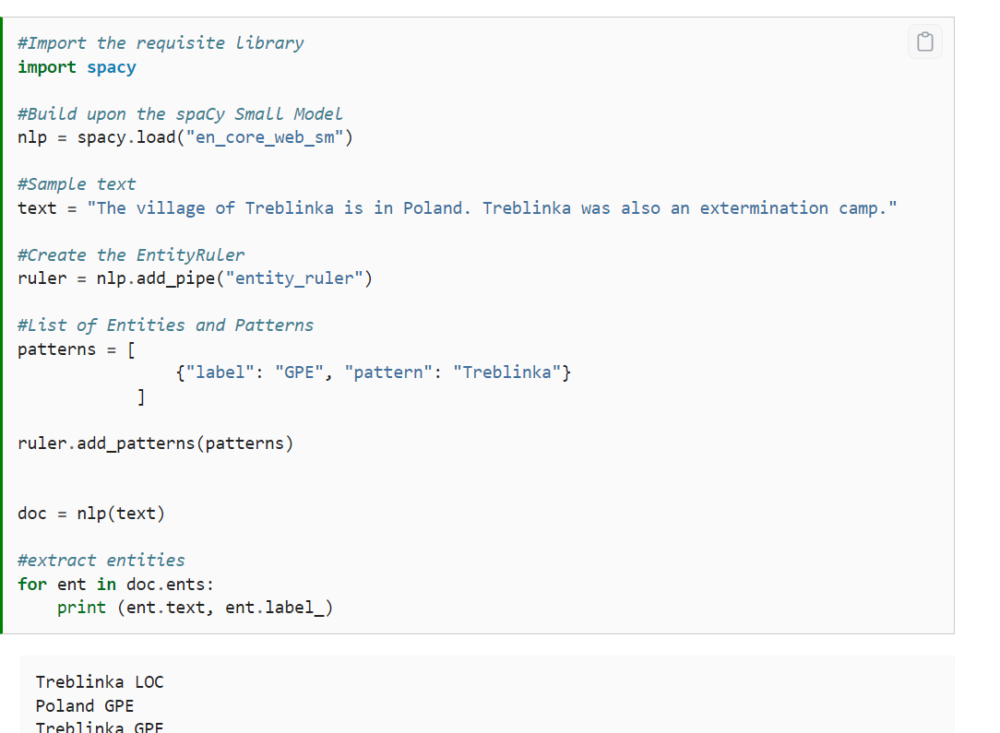 #Import the requisite library
import spacy
#Build upon the spaCy Small Model
nlp = spacy.load("en_core_web_sm")
#Sample text
text = "The village of Treblinka is in Poland. Treblinka was also an extermination camp."
#Create the EntityRuler
ruler = nlp.add_pipe("entity_ruler")
#List of Entities and Patterns
patterns = [
{"label": "GPE", "pattern": "Treblinka"}
]
ruler.add_patterns(patterns)
doc = nlp(text)
#extract entities
for ent in doc.ents:
print (ent.text, ent.label_)
Treblinka LOC
Poland GPE
Treblinka GPE